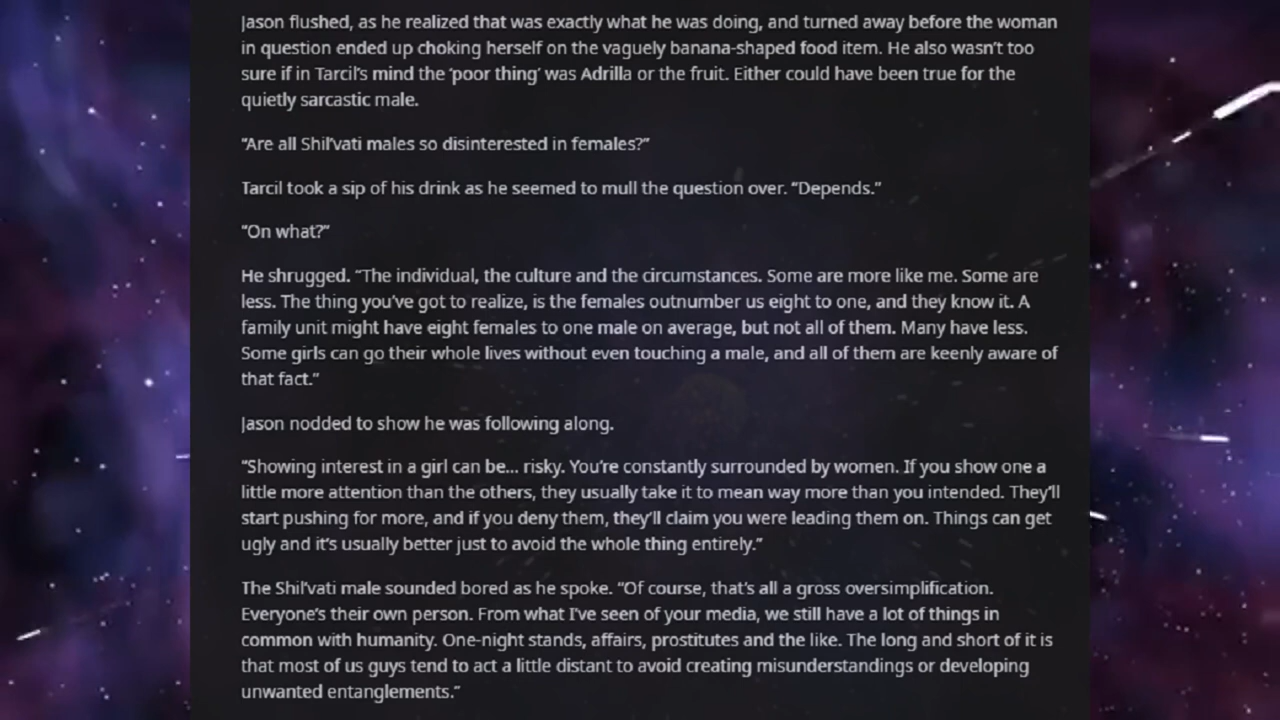 Jason flushed, as he realized that was exactly what he was doing, and turned away before the woman
in question ended up choking herself on the vaguely banana-shaped food item. He also wasn’t too
sure if in Tarcil’s mind the ‘poor thing’ was Adrilla or the fruit. Either could have been true for the
quietly sarcastic male.
“Are all Shil’vati males so disinterested in females?”
Tarcil took a sip of his drink as he seemed to mull the question over. “Depends.”
“On what?”
He shrugged. “The individual, the culture and the circumstances. Some are more like me. Some are
less. The thing you’ve got to realize, is the females outnumber us eight to one, and they know it. A
family unit might have eight females to one male on average, but not all of them. Many have less.
Some girls can go their whole lives without even touching a male, and all of them are keenly aware of
that fact.”
Jason nodded to show he was following along.
“Showing interest in a girl can be… risky. You’re constantly surrounded by women. If you show one a
little more attention than the others, they usually take it to mean way more than you intended. They’ll
start pushing for more, and if you deny them, they’ll claim you were leading them on. Things can get
ugly and it’s usually better just to avoid the whole thing entirely.”
The Shil’vati male sounded bored as he spoke. “Of course, that’s all a gross oversimplification.
Everyone’s their own person. From what I’ve seen of your media, we still have a lot of things in
common with humanity. One-night stands, affairs, prostitutes and the like. The long and short of it is
that most of us guys tend to act a little distant to avoid creating misunderstandings or developing
unwanted entanglements.”